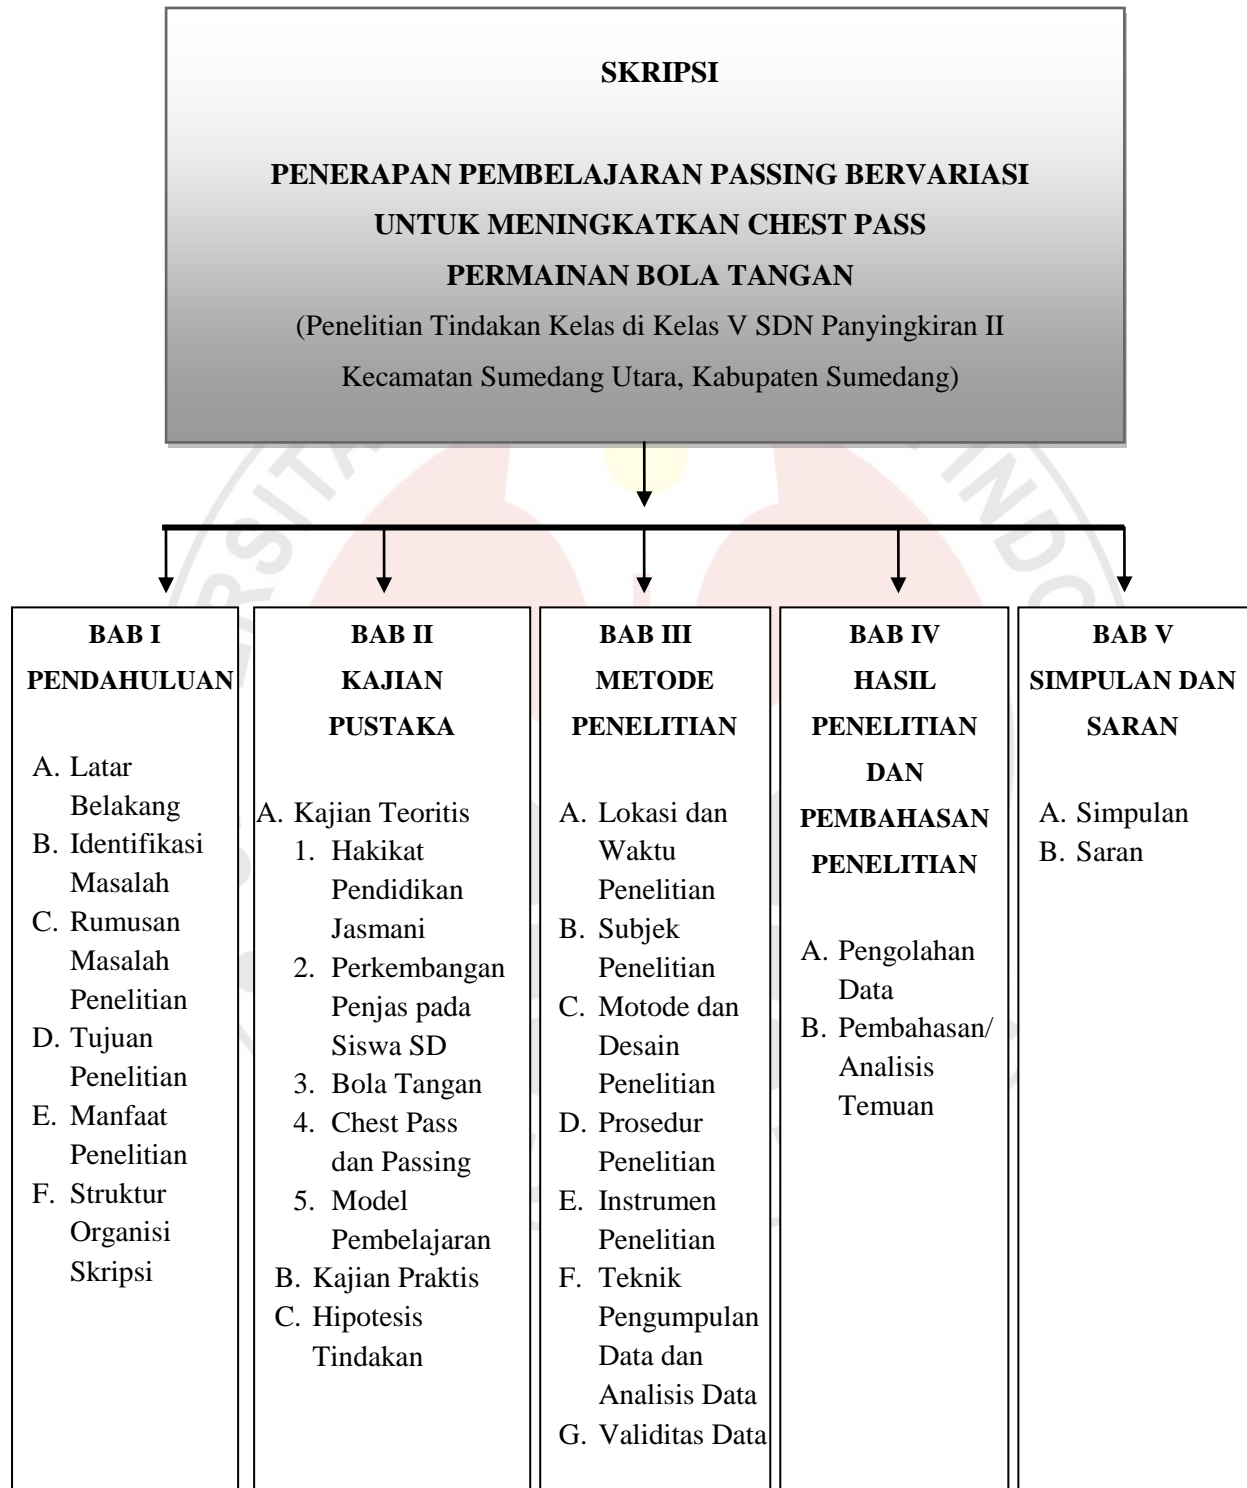 SKRIPSI
PENERAPAN PEMBELAJARAN PASSING BERVARIASI
UNTUK MENINGKATKAN CHEST PASS
PERMAINAN BOLA TANGAN
(Penelitian Tindakan Kelas di Kelas V SDN Panyingkiran II
Kecamatan Sumedang Utara, Kabupaten Sumedang)
BAB I
PENDAHULUAN
A. Latar
Belakang
B. Identifikasi
Masalah
C. Rumusan
Masalah
Penelitian
D. Tujuan
Penelitian
E. Manfaat
Penelitian
F. Struktur
Organisi
Skripsi
BAB II
KAJIAN
PUSTAKA
A. Kajian Teoritis
1. Hakikat
Pendidikan
Jasmani
2. Perkembangan
Penjas pada
Siswa SD
3. Bola Tangan
4. Chest Pass
dan Passing
5. Model
Pembelajaran
B. Kajian Praktis
C. Hipotesis
Tindakan
BAB III
METODE
PENELITIAN
A. Lokasi dan
Waktu
Penelitian
B. Subjek
Penelitian
C. Motode dan
Desain
Penelitian
D. Prosedur
Penelitian
E. Instrumen
Penelitian
F. Teknik
Pengumpulan
Data dan
Analisis Data
G. Validitas Data
BAB IV
HASIL
PENELITIAN
DAN
PEMBAHASAN
PENELITIAN
A. Pengolahan
Data
B. Pembahasan/
Analisis
Temuan
BAB V
SIMPULAN DAN
SARAN
A. Simpulan
B. Saran